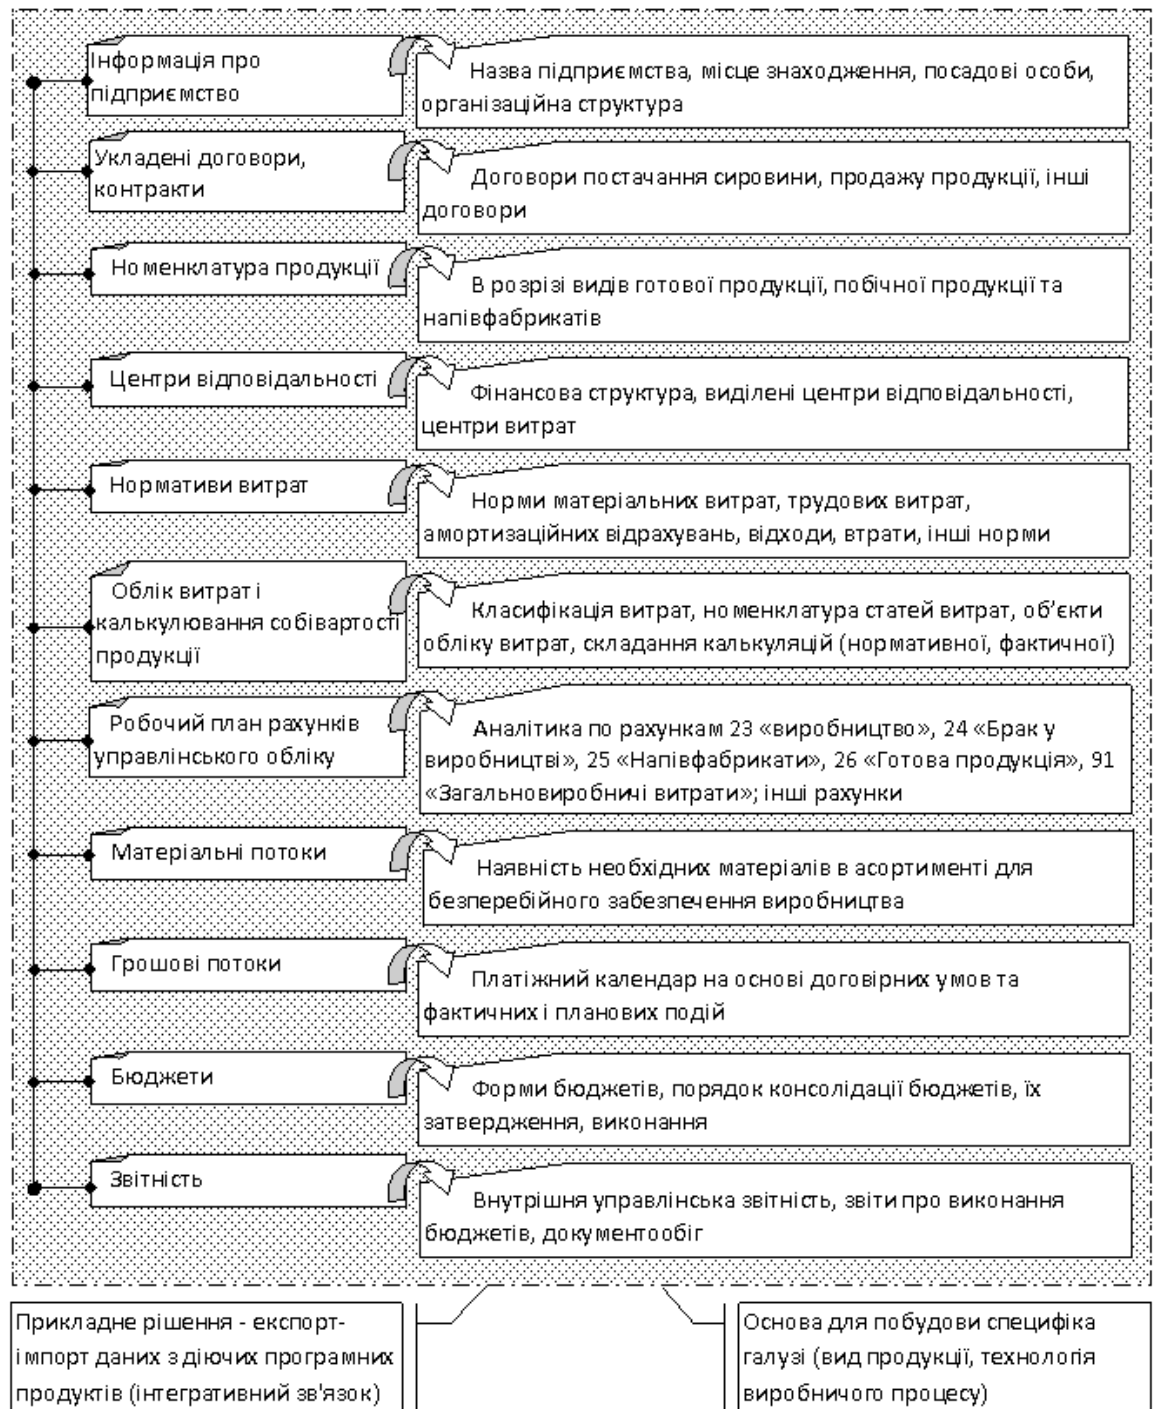 Інформація про
підприємство
Назва підприємства, місце знаходження, посадові особи,
організаційна структура
Укладені договори,
контракти
Договори постачання сировини, продажу продукції, інші
договори
Номенклатура продукції
В розрізі видів готової продукції, побічної продукції та
напівфабрикатів
Центри відповідальності
Фінансова структура, виділені центри відповідальності,
центри витрат
Нормативи витрат
Норми матеріальних витрат, трудових витрат,
амортизаційних відрахувань, відходи, втрати, інші норми
Облік витрат і
калькулювання собівартості
продукції
Класифікація витрат, номенклатура статей витрат, об’єкти
обліку витрат, складання калькуляцій (нормативної, фактичної)
Робочий план рахунків
управлінського обліку
Аналітика по рахункам 23 «виробництво», 24 «Брак у
виробництві», 25 «Напівфабрикати», 26 «Готова продукція», 91
«Загальновиробничі витрати»; інші рахунки
Матеріальні потоки
Наявність необхідних матеріалів в асортименті для
безперебійного забезпечення виробництва
Грошові потоки
Платіжний календар на основі договірних умов та
фактичних і планових подій
Бюджети
Форми бюджетів, порядок консолідації бюджетів, їх
затвердження, виконання
Звітність
Внутрішня управлінська звітність, звіти про виконання
бюджетів, документообіг
Прикладне рішення - експорт-
імпорт даних з діючих програмних
продуктів (інтегративний зв'язок)
Основа для побудови специфіка
галузі (вид продукції, технологія
виробничого процесу)